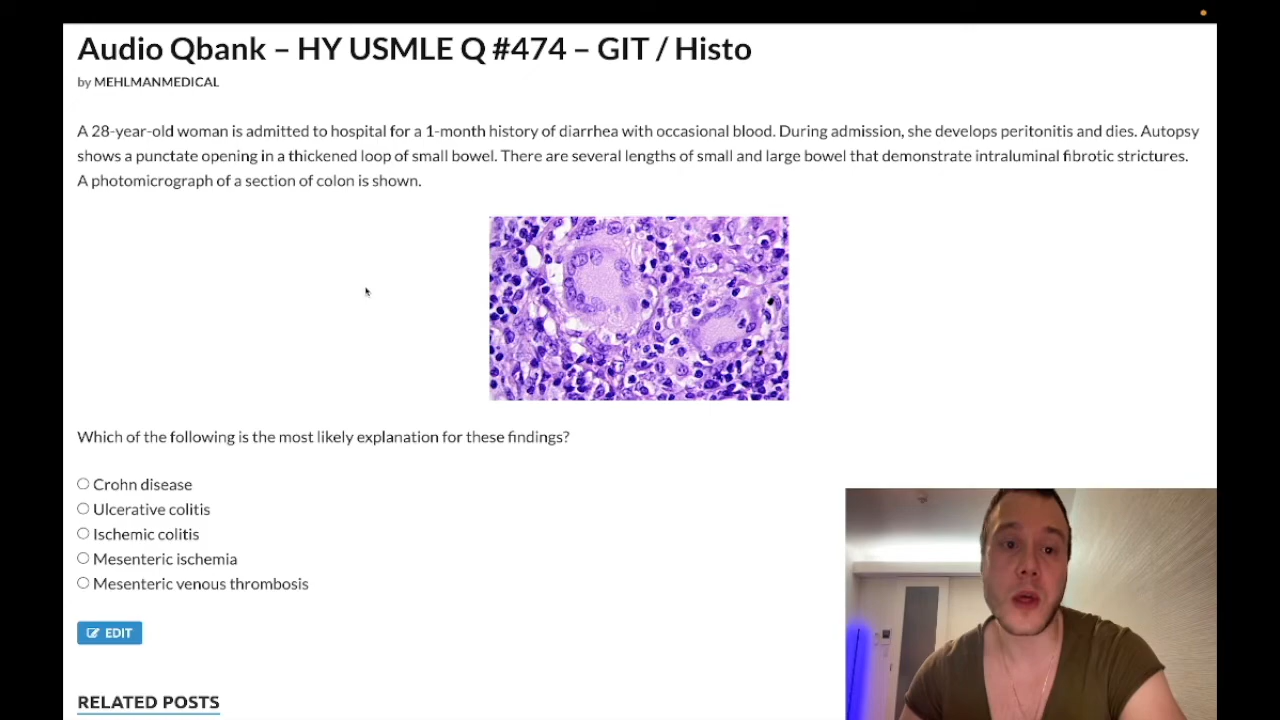 Audio Qbank – HY USMLE Q #474 – GIT / Histo
by MEHLMANMEDICAL
A 28-year-old woman is admitted to hospital for a 1-month history of diarrhea with occasional blood. During admission, she develops peritonitis and dies. Autopsy
shows a punctate opening in a thickened loop of small bowel. There are several lengths of small and large bowel that demonstrate intraluminal fibrotic strictures.
A photomicrograph of a section of colon is shown.
Which of the following is the most likely explanation for these findings?
Crohn disease
Ulcerative colitis
Ischemic colitis
Mesenteric ischemia
Mesenteric venous thrombosis
EDIT
RELATED POSTS